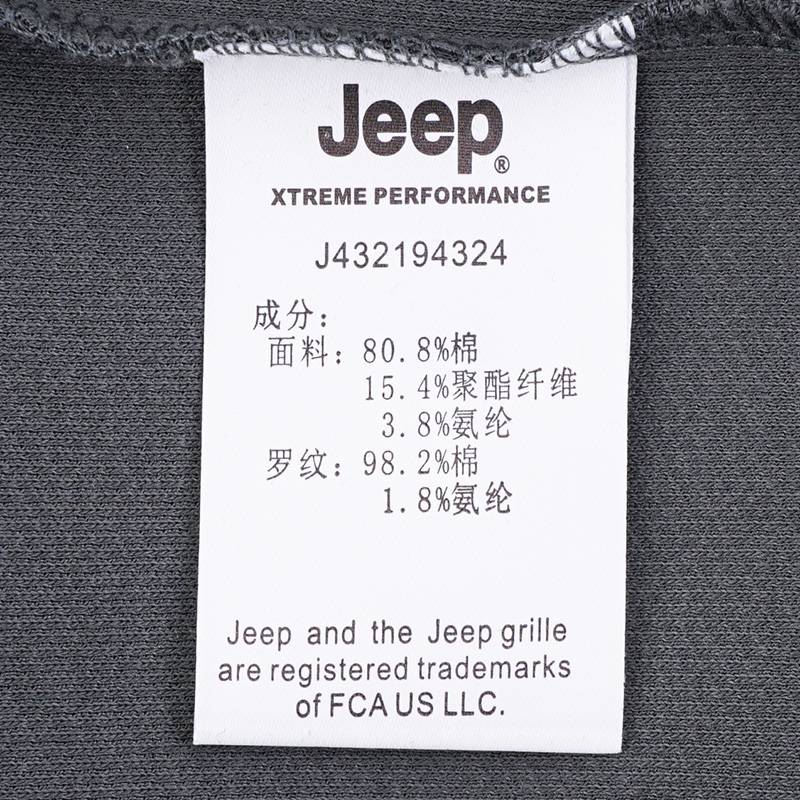 Jeep®
XTREME PERFORMANCE
J432194324
成分:
面料: 80.8%棉
15.4%聚酯纤维
3.8%氨纶
罗纹: 98.2%棉
1.8%氨纶
Jeep and the Jeep grille
are registered trademarks
of FCA US LLC.